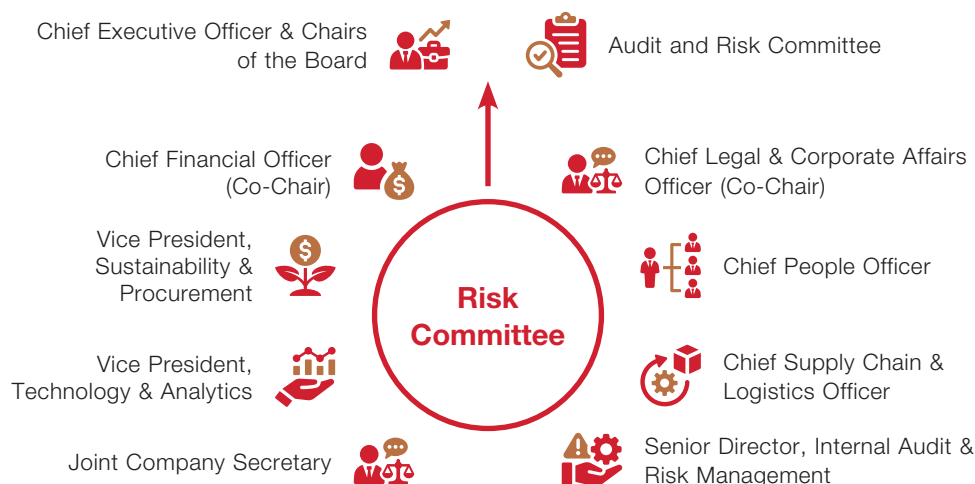 Chief Executive Officer & Chairs
of the Board
Audit and Risk Committee
Chief Financial Officer
(Co-Chair)
Chief Legal & Corporate Affairs
Officer (Co-Chair)
Vice President,
Sustainability &
Procurement
Chief People Officer
Risk
Committee
Vice President,
Technology & Analytics
Chief Supply Chain &
Logistics Officer
Joint Company Secretary
Senior Director, Internal Audit &
Risk Management